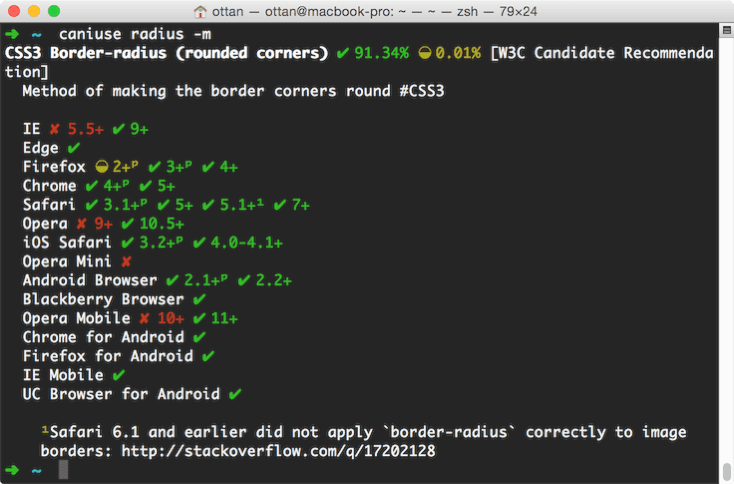 ottan — ottan@macbook-pro: ~ — ~ — zsh — 79×24
➜ ~ caniuse radius -m
CSS3 Border-radius (rounded corners) ✔ 91.34% ◒ 0.01% [W3C Candidate Recommenda
tion]
Method of making the border corners round #CSS3
IE ✘ 5.5+ ✔ 9+
Edge ✔
Firefox ◒ 2+ᵖ ✔ 3+ᵖ ✔ 4+
Chrome ✔ 4+ᵖ ✔ 5+
Safari ✔ 3.1+ᵖ ✔ 5+ ✔ 5.1+¹ ✔ 7+
Opera ✘ 9+ ✔ 10.5+
iOS Safari ✔ 3.2+ᵖ ✔ 4.0-4.1+
Opera Mini ✘
Android Browser ✔ 2.1+ᵖ ✔ 2.2+
Blackberry Browser ✔
Opera Mobile ✘ 10+ ✔ 11+
Chrome for Android ✔
Firefox for Android ✔
IE Mobile ✔
UC Browser for Android ✔
¹Safari 6.1 and earlier did not apply `border-radius` correctly to image
borders: http://stackoverflow.com/q/17202128
➜ ~